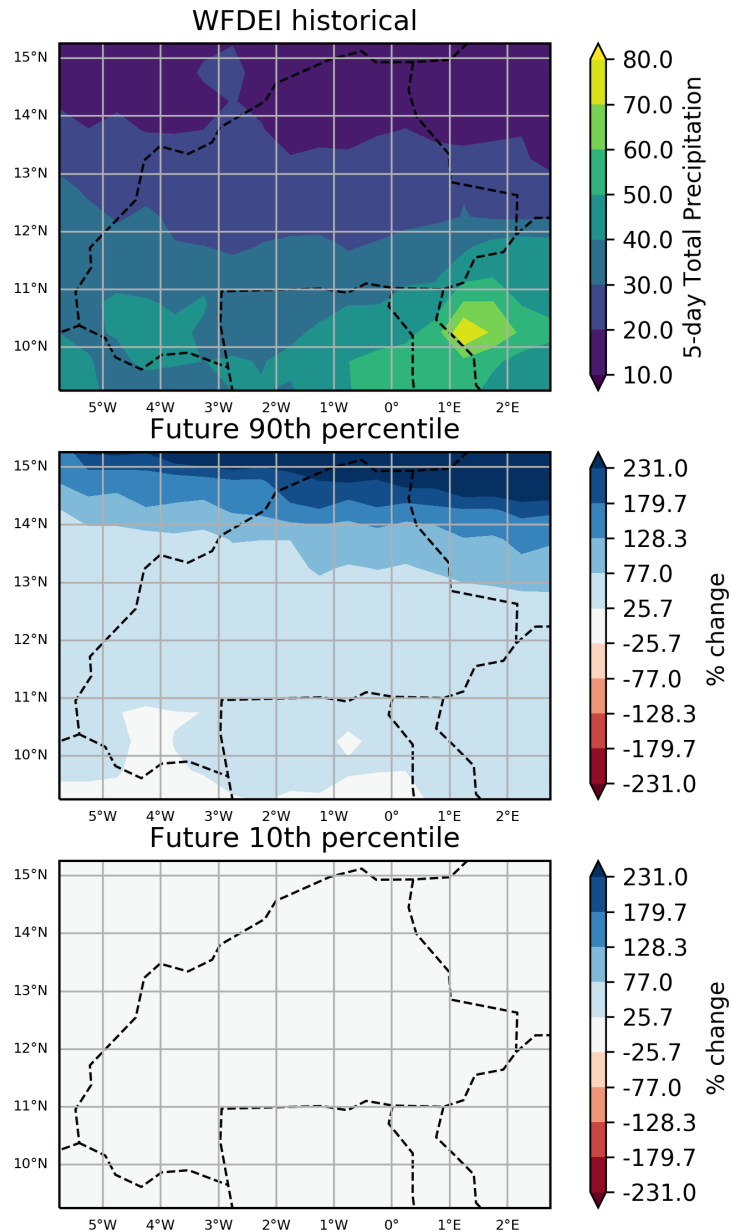 WFDEI historical
15°N
14°N
13°N
12°N
11°N
10°N
5°W 4°W 3°W 2°W 1°W 0° 1°E 2°E
80.0
70.0
60.0
50.0
40.0
30.0
20.0
10.0
5-day Total Precipitation
Future 90th percentile
15°N
14°N
13°N
12°N
11°N
10°N
5°W 4°W 3°W 2°W 1°W 0° 1°E 2°E
231.0
179.7
128.3
77.0
25.7
-25.7
-77.0
-128.3
-179.7
-231.0
% change
Future 10th percentile
15°N
14°N
13°N
12°N
11°N
10°N
5°W 4°W 3°W 2°W 1°W 0° 1°E 2°E
231.0
179.7
128.3
77.0
25.7
-25.7
-77.0
-128.3
-179.7
-231.0
% change